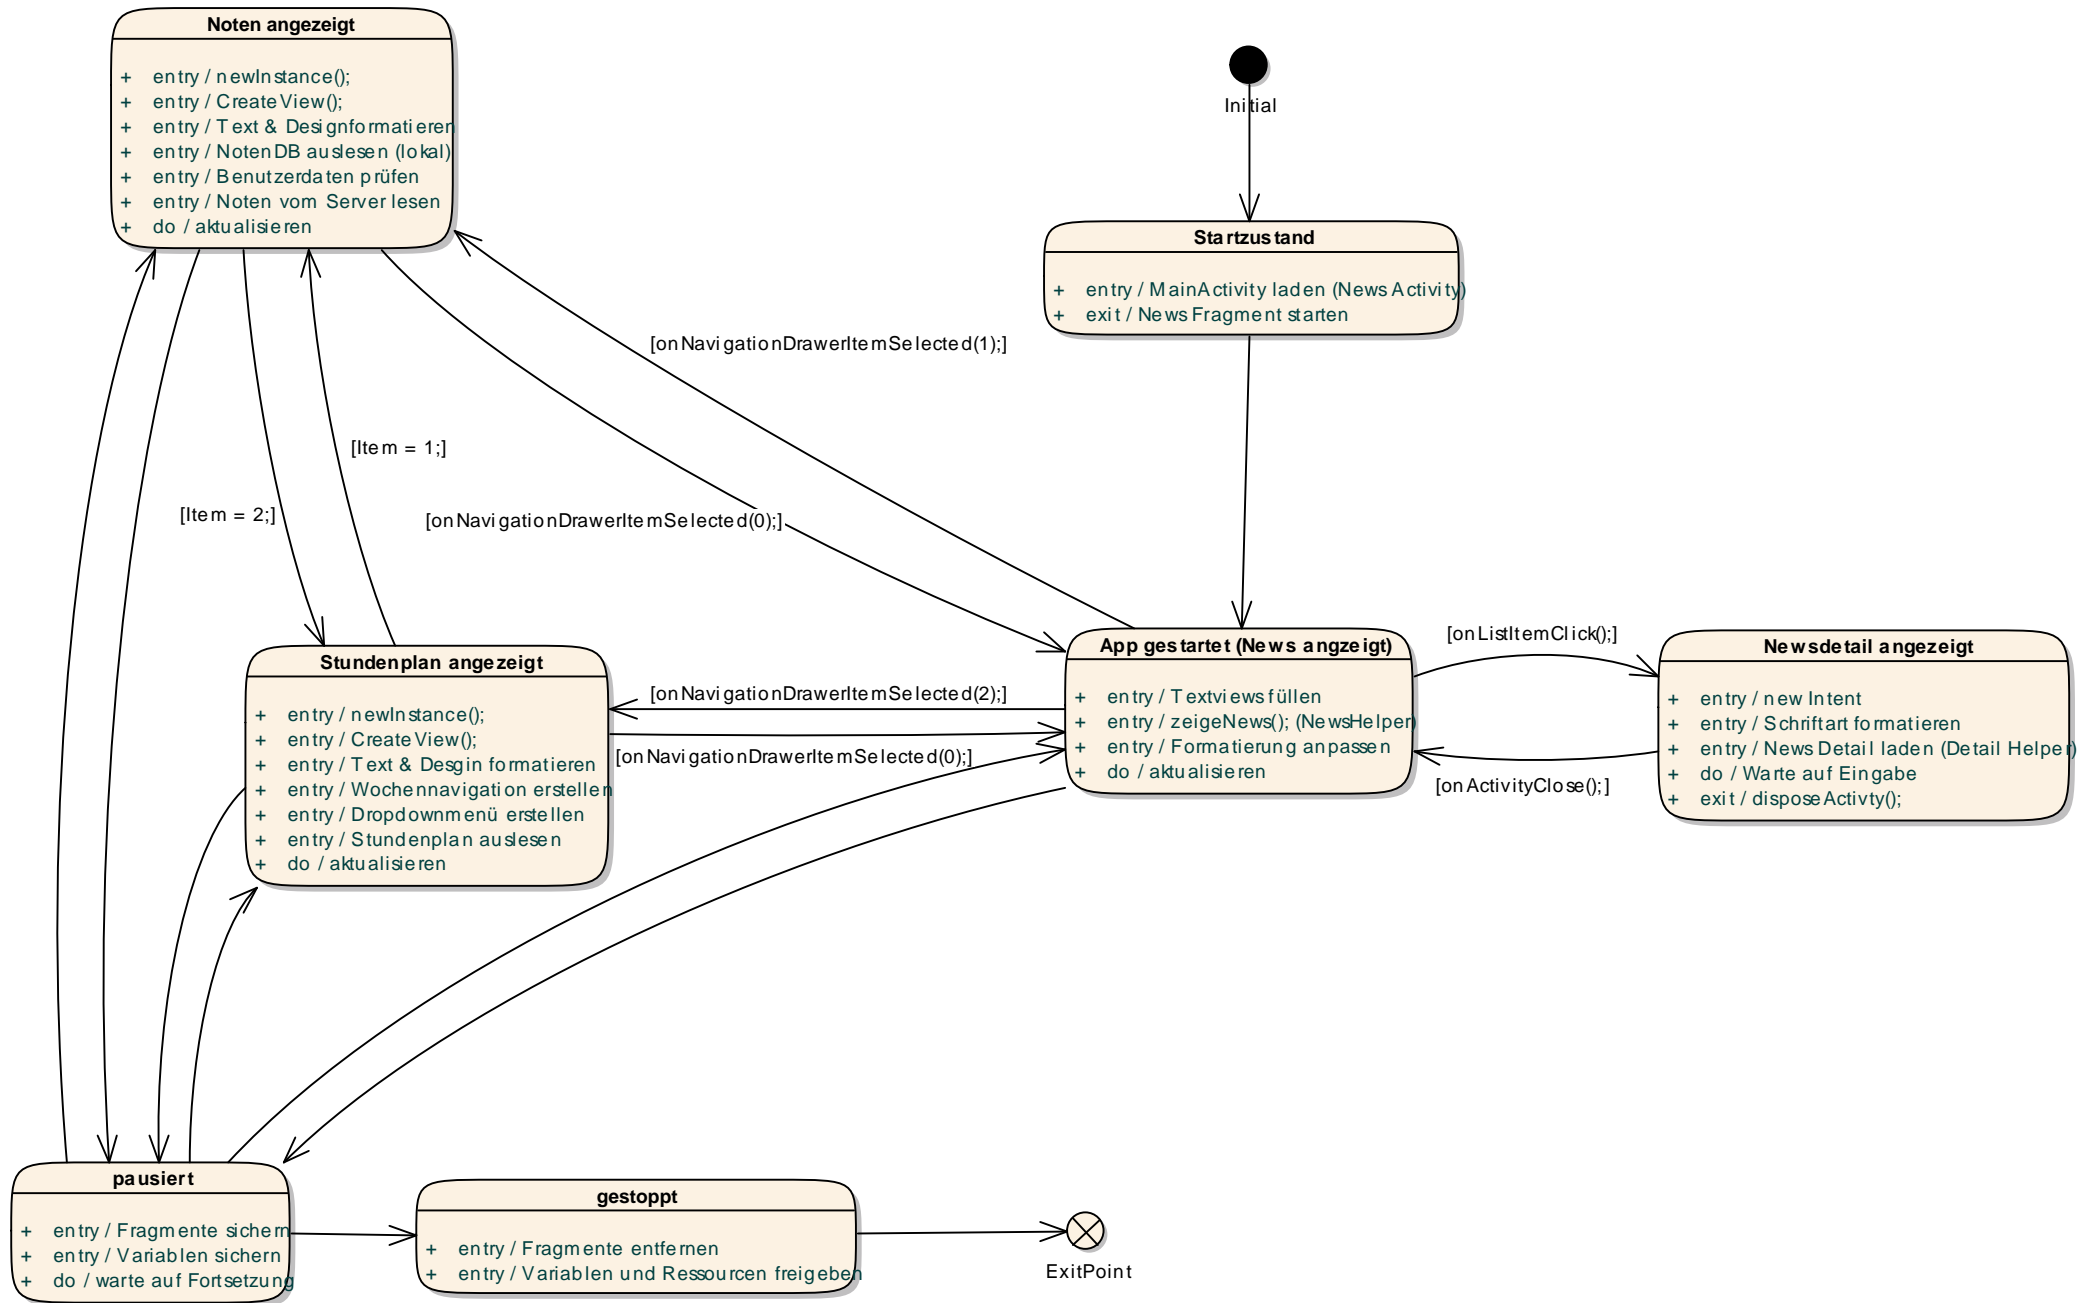 Noten angezeigt
+ entry / newInstance();
+ entry / CreateView();
+ entry / Text & Designformatieren
+ entry / NotenDB auslesen (lokal)
+ entry / Benutzerdaten prüfen
+ entry / Noten vom Server lesen
+ do / aktualisieren
Initial
Startzustand
+ entry / MainActivity laden (News Activity)
+ exit / News Fragment starten
[onNavigationDrawerItemSelected(1);]
[Item = 1;]
[Item = 2;]
[onNavigationDrawerItemSelected(0);]
Stundenplan angezeigt
+ entry / newInstance();
+ entry / CreateView();
+ entry / Text & Desgin formatieren
+ entry / Wochennavigation erstellen
+ entry / Dropdownmenü erstellen
+ entry / Stundenplan auslesen
+ do / aktualisieren
[onNavigationDrawerItemSelected(2);]
[onNavigationDrawerItemSelected(0);]
App gestartet (News angzeigt)
+ entry / Textviews füllen
+ entry / zeigeNews(); (NewsHelper)
+ entry / Formatierung anpassen
+ do / aktualisieren
[onListItemClick();]
[onActivityClose();]
Newsdetail angezeigt
+ entry / new Intent
+ entry / Schriftart formatieren
+ entry / News Detail laden (Detail Helper)
+ do / Warte auf Eingabe
+ exit / disposeActivty();
pausiert
+ entry / Fragmente sichern
+ entry / Variablen sichern
+ do / warte auf Fortsetzung
gestoppt
+ entry / Fragmente entfernen
+ entry / Variablen und Ressourcen freigeben
ExitPoint